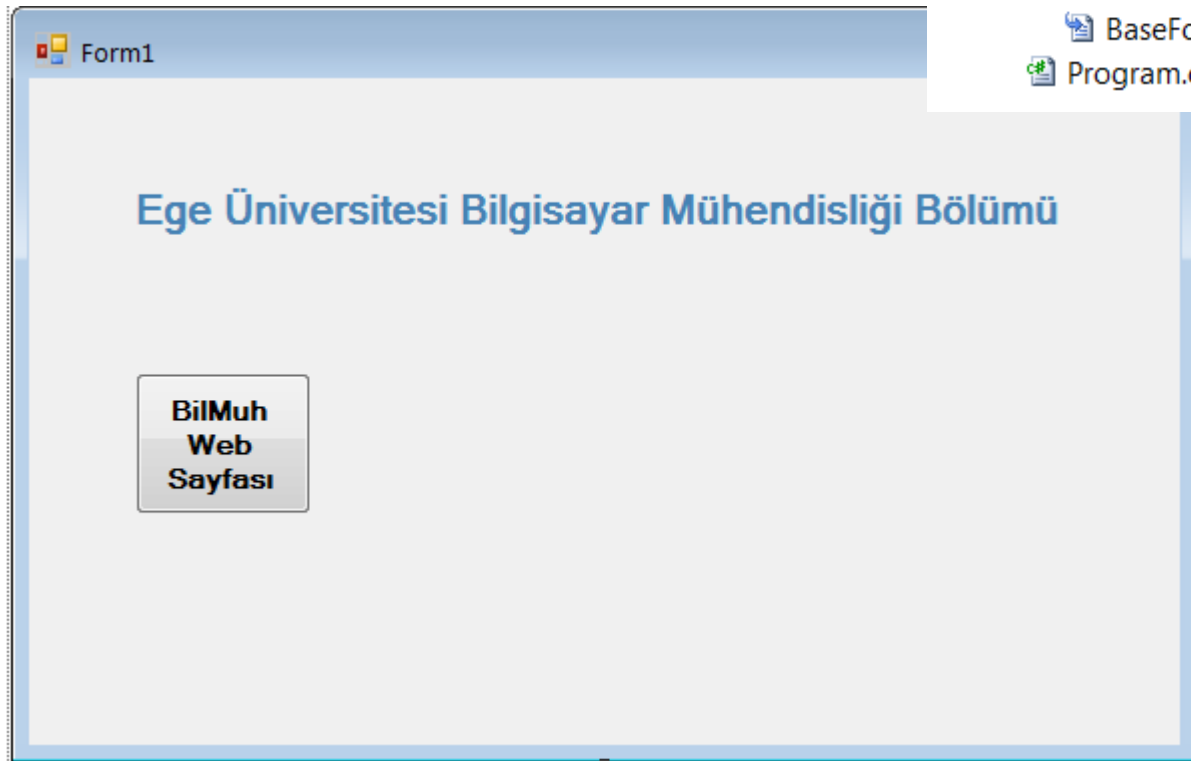 Form1
BaseFo
Program.
Ege Üniversitesi Bilgisayar Mühendisliği Bölümü
BilMuh
Web
Sayfası